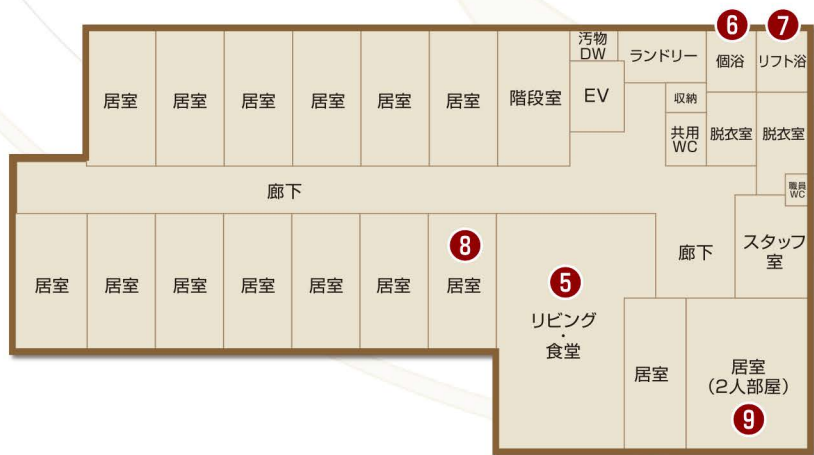 6
7
汚物
DW
ランドリー
個浴
リフト浴
居室
居室
居室
居室
居室
居室
階段室
EV
収納
共用
WC
脱衣室
脱衣室
職員
WC
廊下
8
5
廊下
スタッフ
室
居室
居室
居室
居室
居室
居室
居室
リビング
・
食堂
居室
居室
(2人部屋)
9